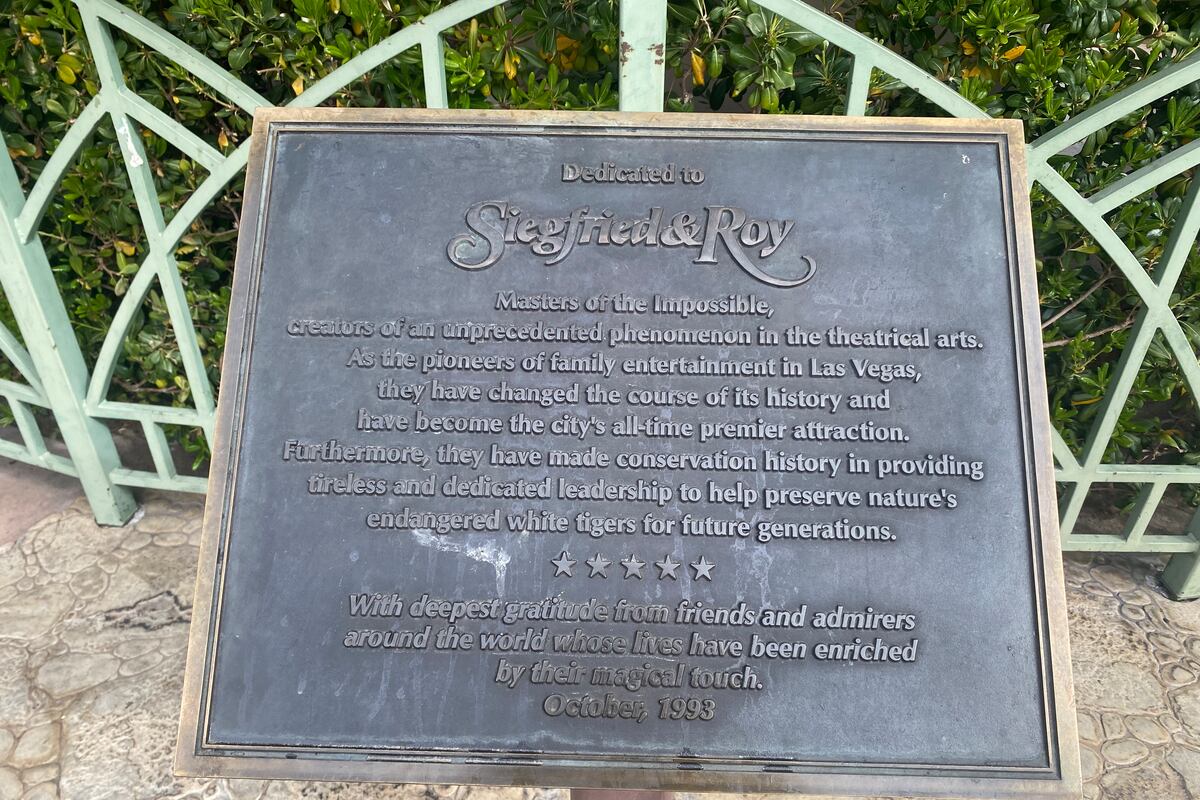 Dedicated to
Siegfried & Roy
Masters of the Impossible,
creators of an unprecedented phenomenon in the theatrical arts.
As the pioneers of family entertainment in Las Vegas,
they have changed the course of its history and
have become the city's all-time premier attraction.
Furthermore, they have made conservation history in providing
tireless and dedicated leadership to help preserve nature's
endangered white tigers for future generations.
With deepest gratitude from friends and admirers
around the world whose lives have been enriched
by their magical touch.
October, 1993